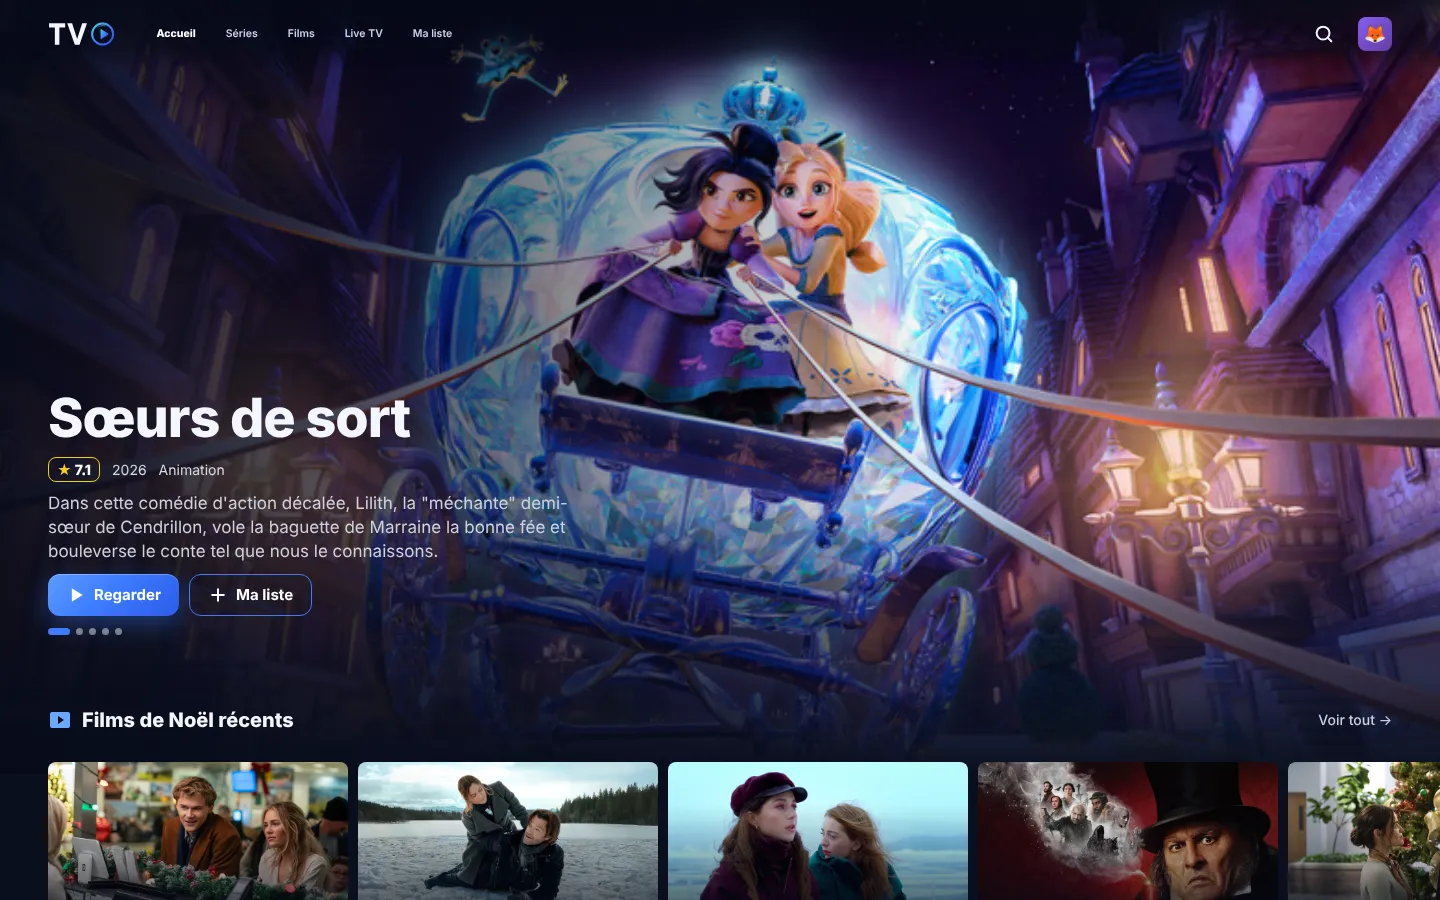 TV
Accueil
Séries
Films
Live TV
Ma liste
Sœurs de sort
★ 7.1
2026
Animation
Dans cette comédie d'action décalée, Lilith, la "méchante" demi-
sœur de Cendrillon, vole la baguette de Marraine la bonne fée et
bouleverse le conte tel que nous le connaissons.
Regarder
Ma liste
Films de Noël récents
Voir tout →